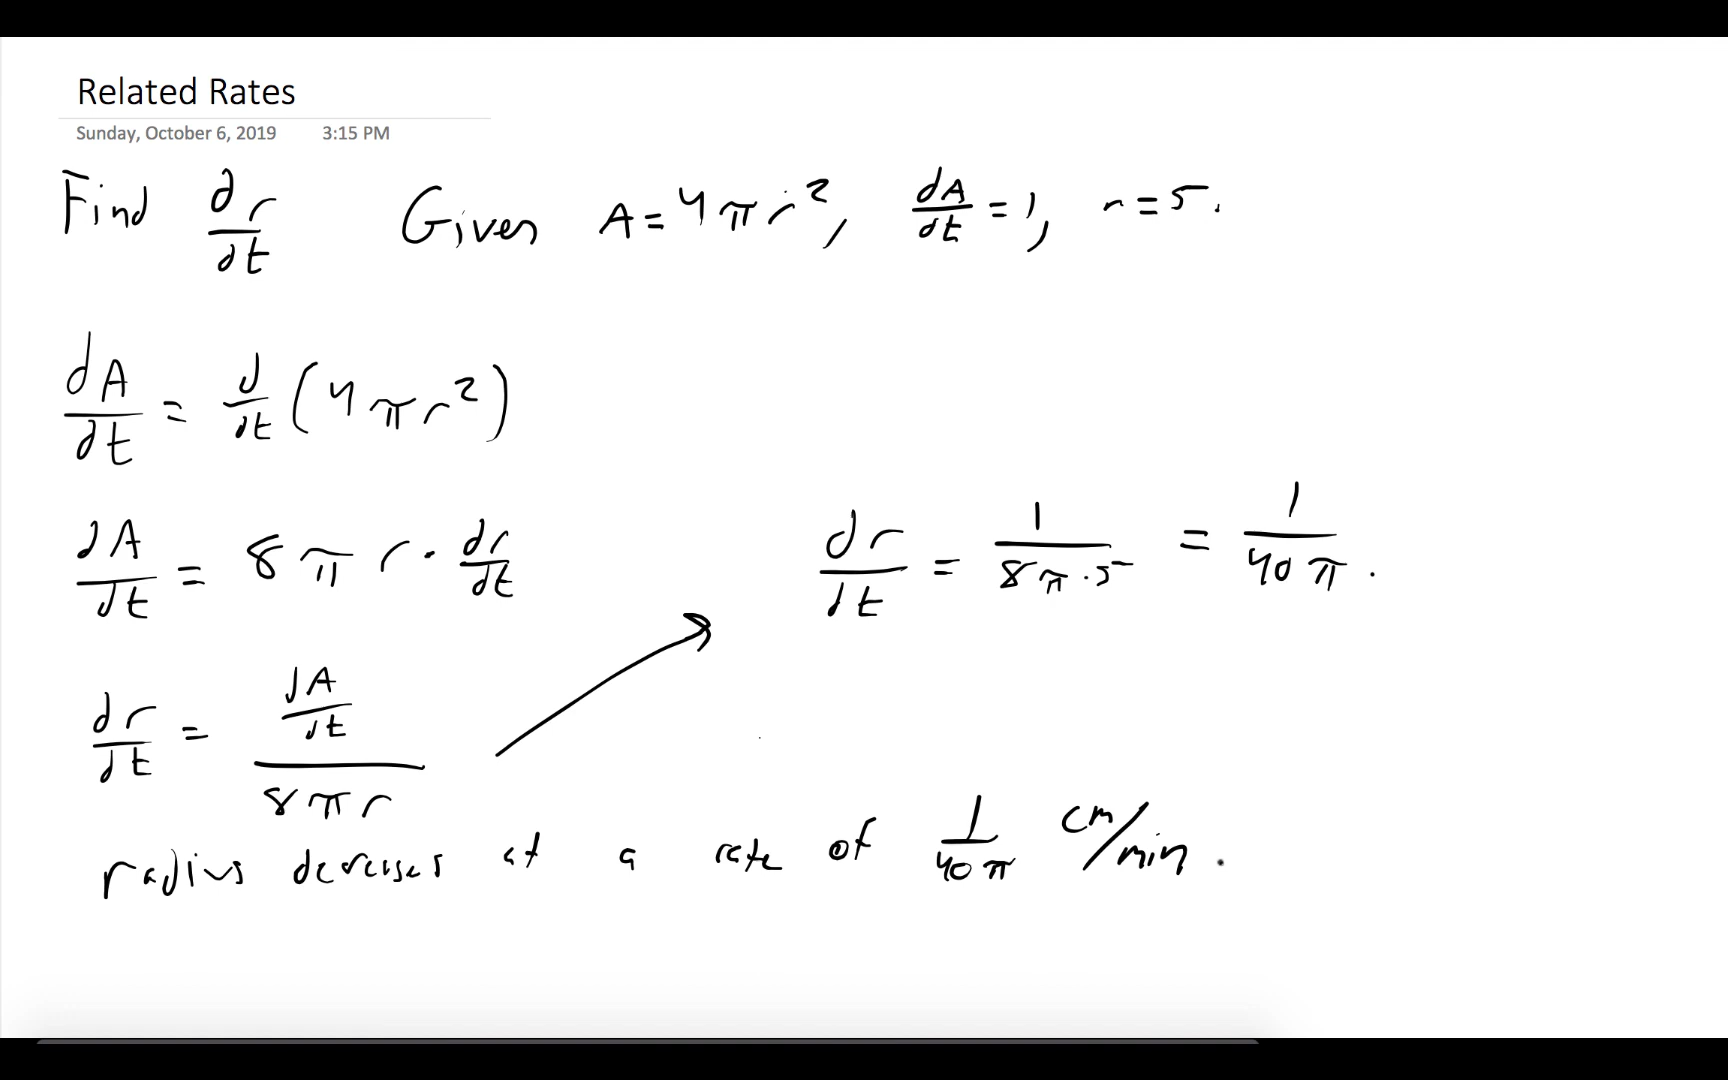 Related Rates
Sunday, October 6, 2019 3:15 PM
Find dr/dt Given A = 4πr², dA/dt = 1, r = 5.
dA/dt = d/dt (4πr²)
dA/dt = 8πr · dr/dt
dr/dt = 1/(8π·5) = 1/(40π).
dr/dt = (dA/dt)/(8πr)
radius decreases at a rate of 1/(40π) cm/min.